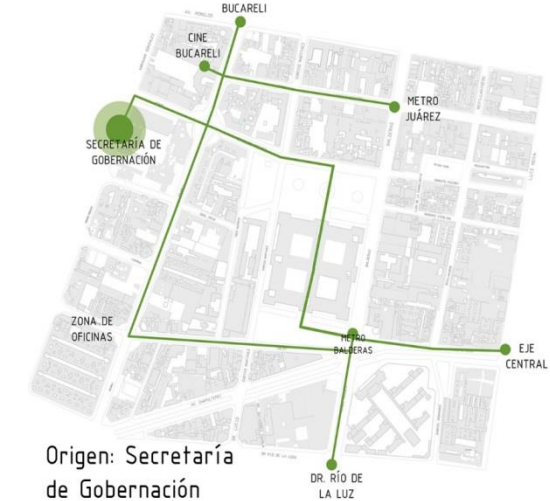 BUCARELI
CINE
BUCARELI
METRO
JUÁREZ
SECRETARÍA DE
GOBERNACIÓN
ZONA DE
OFICINAS
METRO
BALDERAS
EJE
CENTRAL
Origen: Secretaría
de Gobernación
DR. RÍO DE
LA LUZ